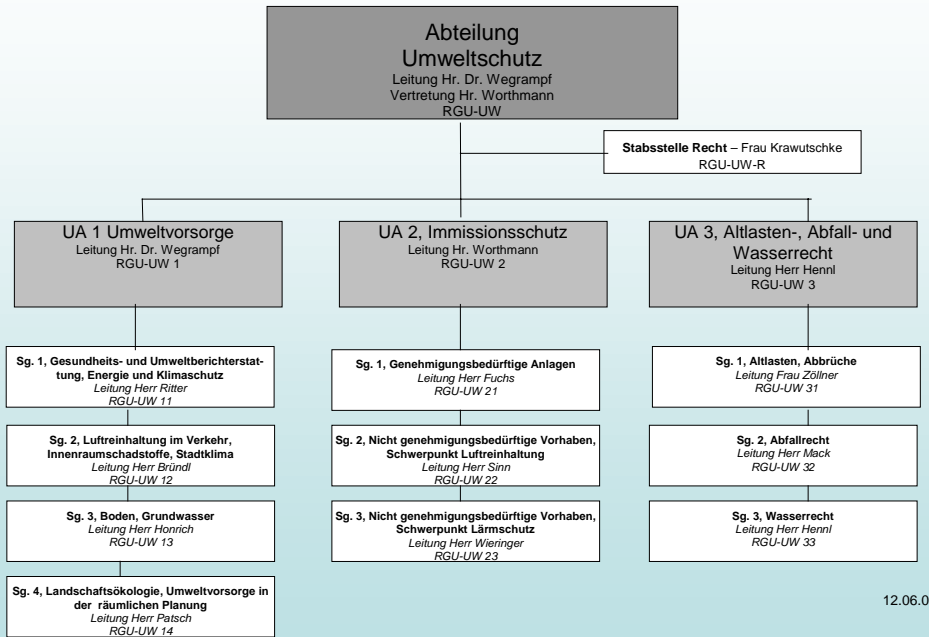 Abteilung
Umweltschutz
Leitung Hr. Dr. Wegrampf
Vertretung Hr. Worthmann
RGU-UW
Stabsstelle Recht – Frau Krawutschke
RGU-UW-R
UA 1 Umweltvorsorge
Leitung Hr. Dr. Wegrampf
RGU-UW 1
Sg. 1, Gesundheits- und Umweltberichterstat-
tung, Energie und Klimaschutz
Leitung Herr Ritter
RGU-UW 11
Sg. 2, Luftreinhaltung im Verkehr,
Innenraumschadstoffe, Stadtklima
Leitung Herr Bründl
RGU-UW 12
Sg. 3, Boden, Grundwasser
Leitung Herr Honrich
RGU-UW 13
Sg. 4, Landschaftsökologie, Umweltvorsorge in
der räumlichen Planung
Leitung Herr Patsch
RGU-UW 14
UA 2, Immissionsschutz
Leitung Hr. Worthmann
RGU-UW 2
Sg. 1, Genehmigungsbedürftige Anlagen
Leitung Herr Fuchs
RGU-UW 21
Sg. 2, Nicht genehmigungsbedürftige Vorhaben,
Schwerpunkt Luftreinhaltung
Leitung Herr Sinn
RGU-UW 22
Sg. 3, Nicht genehmigungsbedürftige Vorhaben,
Schwerpunkt Lärmschutz
Leitung Herr Wieringer
RGU-UW 23
UA 3, Altlasten-, Abfall- und
Wasserrecht
Leitung Herr Hennl
RGU-UW 3
Sg. 1, Altlasten, Abbrüche
Leitung Frau Zöllner
RGU-UW 31
Sg. 2, Abfallrecht
Leitung Herr Mack
RGU-UW 32
Sg. 3, Wasserrecht
Leitung Herr Hennl
RGU-UW 33
12.06.0